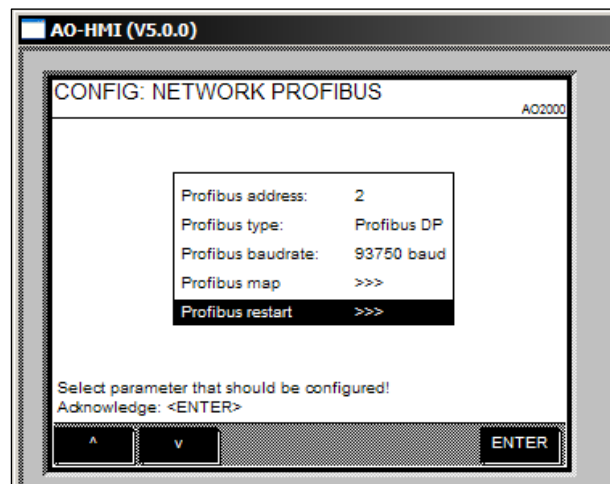 AO-HMI (V5.0.0)
CONFIG: NETWORK PROFIBUS
AO2000
Profibus address: 2
Profibus type: Profibus DP
Profibus baudrate: 93750 baud
Profibus map >>>
Profibus restart >>>
Select parameter that should be configured!
Acknowledge: <ENTER>
^ v ENTER